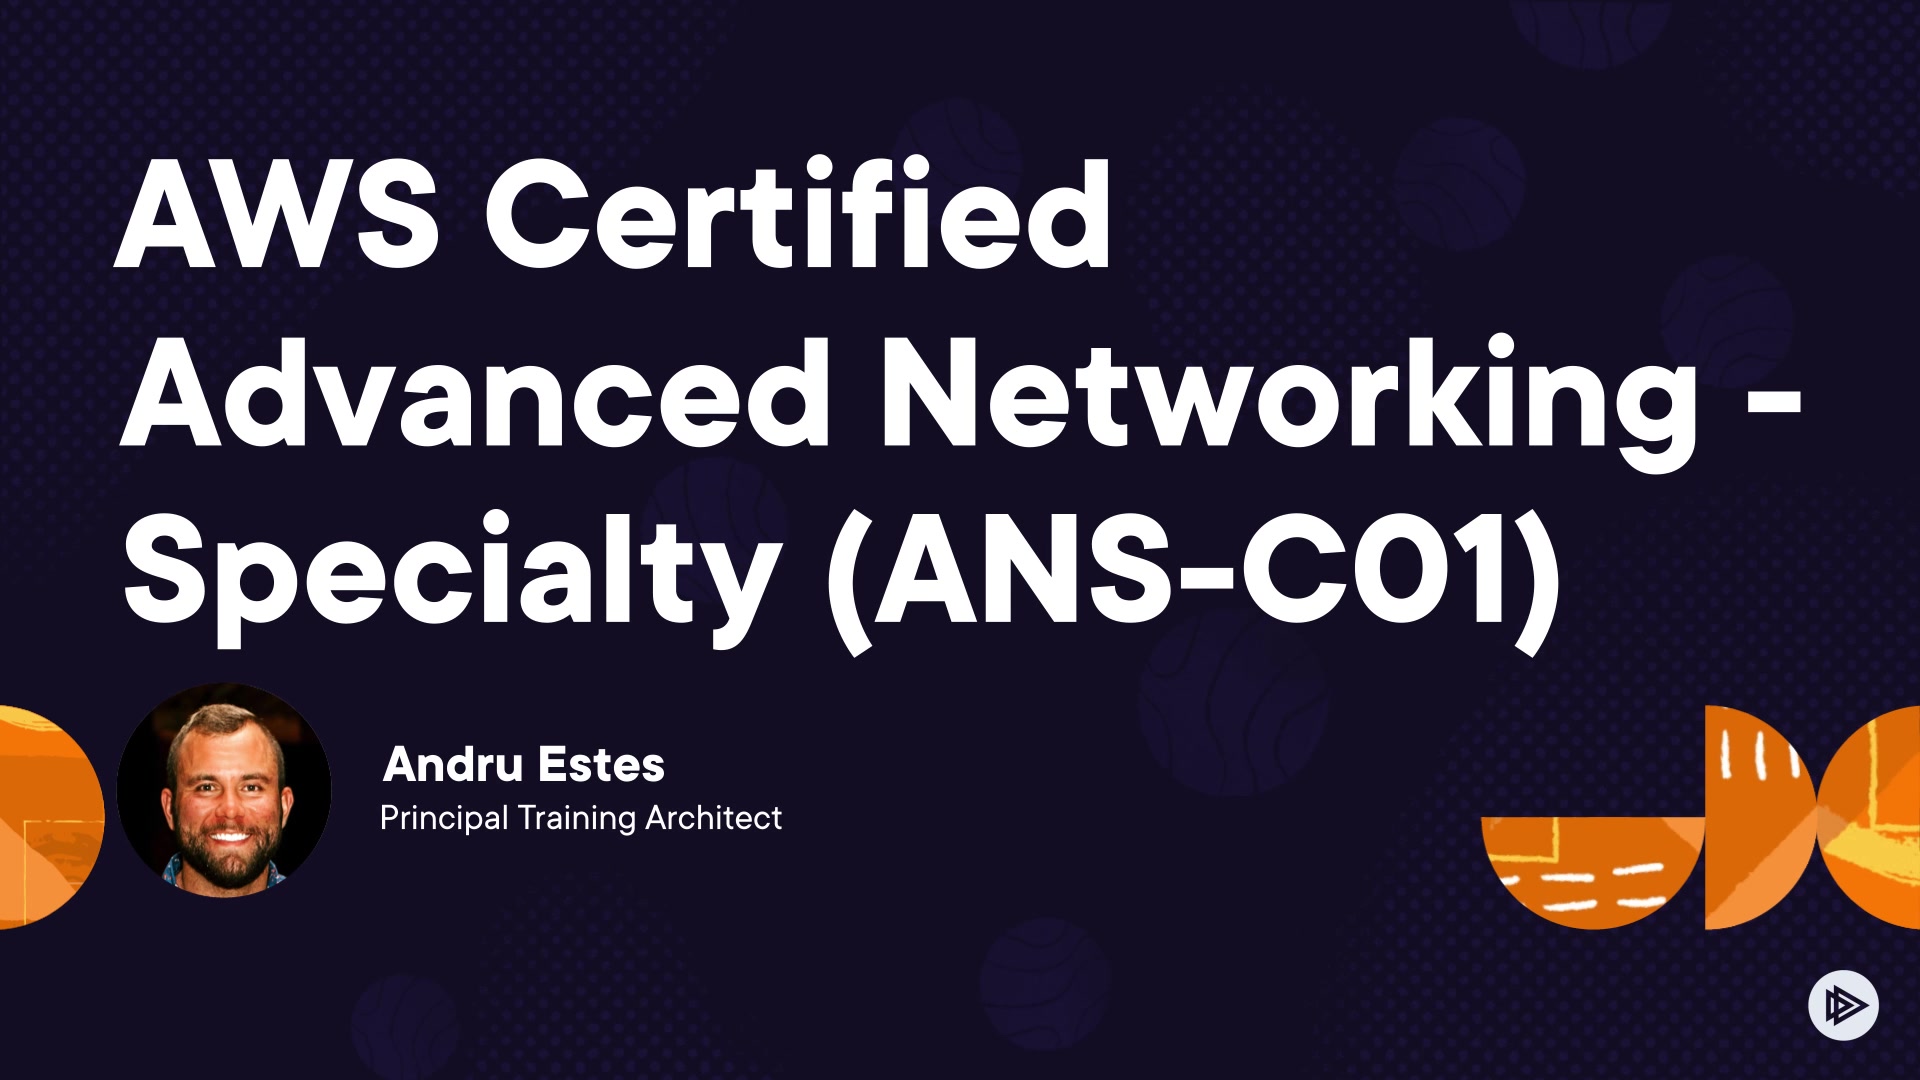 AWS Certified
Advanced Networking -
Specialty (ANS-C01)
Andru Estes
Principal Training Architect